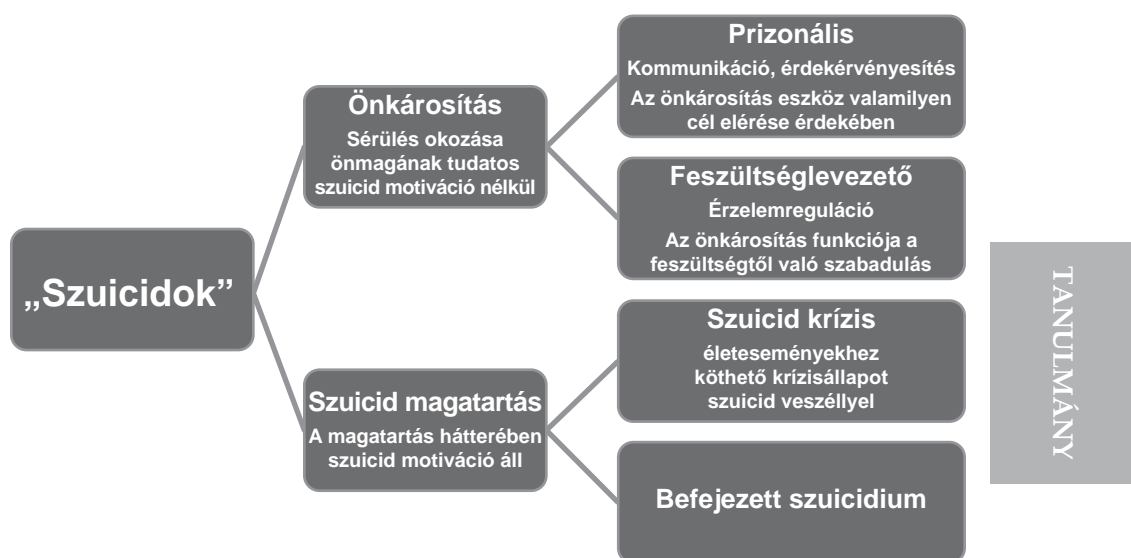 „Szuicidok”
Önkárosítás
Sérülés okozása
önmagának tudatos
szuicid motiváció nélkül
Prizonális
Kommunikáció, érdekérvényesítés
Az önkárosítás eszköz valamilyen
cél elérése érdekében
Feszültséglevezető
Érzelemreguláció
Az önkárosítás funkciója a
feszültségtől való szabadulás
Szuicid magatartás
A magatartás hátterében
szuicid motiváció áll
Szuicid krízis
életeseményekhez
köthető krízisállapot
szuicid veszéllyel
Befejezett szuicidium
TANULMÁNY